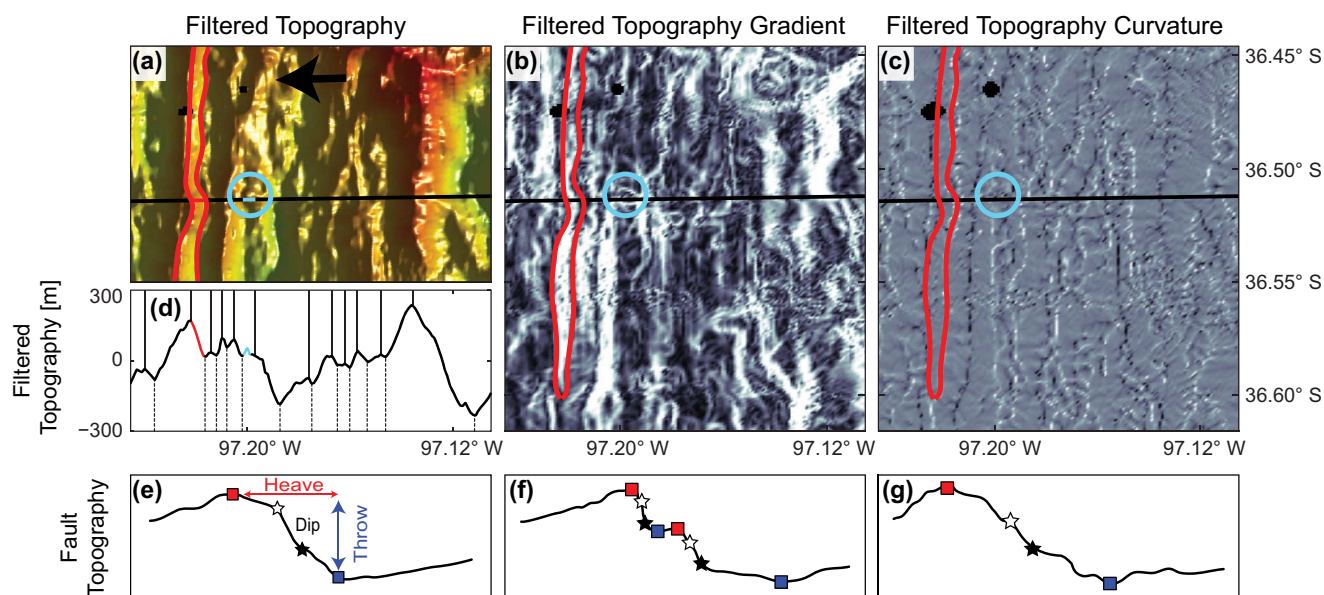 Filtered Topography
Filtered Topography Gradient
Filtered Topography Curvature
(a)
(b)
(c)
36.45° S
36.50° S
36.55° S
36.60° S
Filtered
Topography [m]
300
0
−300
(d)
97.20° W
97.12° W
97.20° W
97.12° W
97.20° W
97.12° W
Fault
Topography
(e)
Heave
Dip
Throw
(f)
(g)